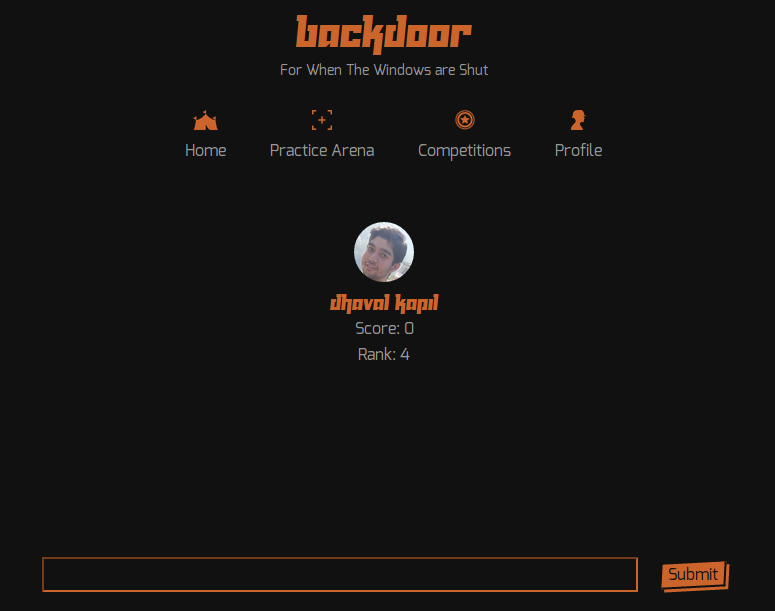 backdoor
For When The Windows are Shut
Home Practice Arena Competitions Profile
dhaval kapil
Score: 0
Rank: 4
Submit